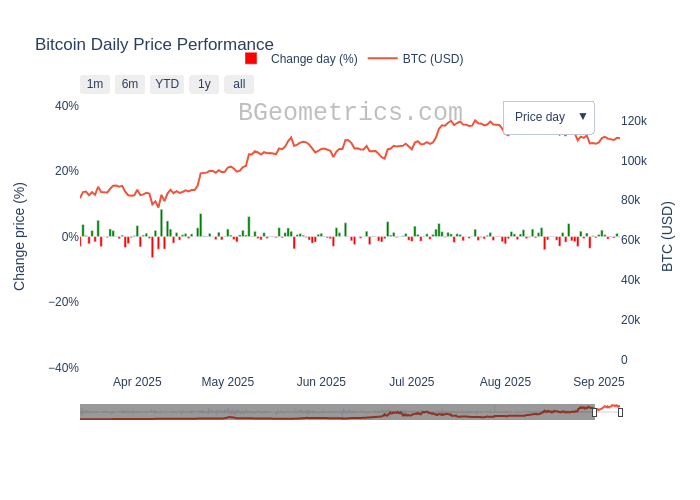 Bitcoin Daily Price Performance
Change day (%) BTC (USD)
1m 6m YTD 1y all
BGeometrics.com
Price day ▼
40%
20%
0%
−20%
−40%
Change price (%)
120k
100k
80k
60k
40k
20k
0
BTC (USD)
Apr 2025 May 2025 Jun 2025 Jul 2025 Aug 2025 Sep 2025